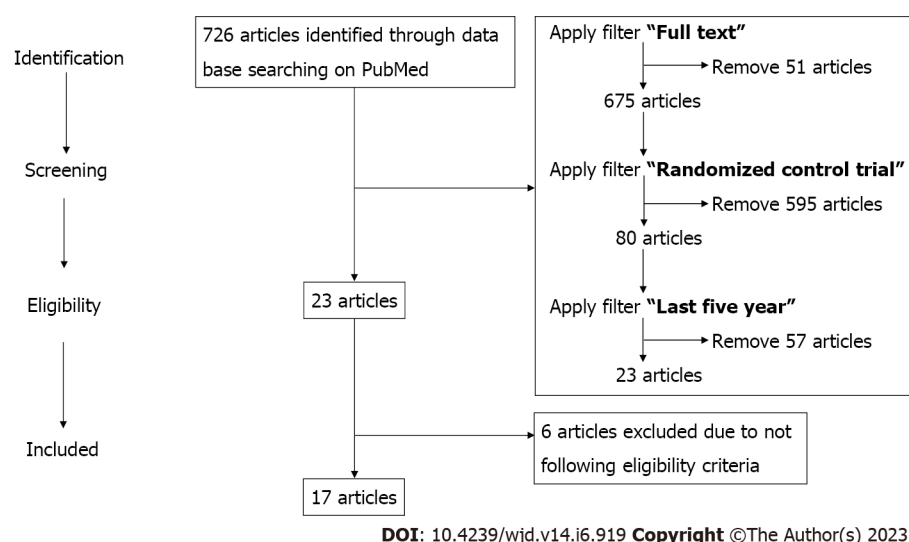 Identification
Screening
Eligibility
Included
726 articles identified through data
base searching on PubMed
23 articles
17 articles
Apply filter “Full text”
Remove 51 articles
675 articles
Apply filter “Randomized control trial”
Remove 595 articles
80 articles
Apply filter “Last five year”
Remove 57 articles
23 articles
6 articles excluded due to not
following eligibility criteria
DOI: 10.4239/wjd.v14.i6.919 Copyright ©The Author(s) 2023